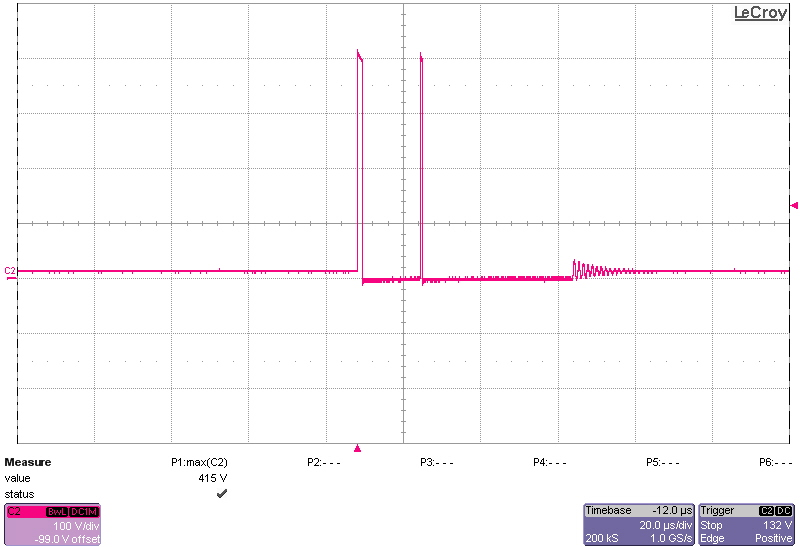 LeCroy
C2
Measure P1:max(C2) P2:- - - P3:- - - P4:- - - P5:- - - P6:- - -
value 415 V
status ✓
C2 BwL DC1M
100 V/div
-99.0 V offset
Timebase -12.0 µs
20.0 µs/div
200 kS 1.0 GS/s
Trigger C2 DC
Stop 132 V
Edge Positive